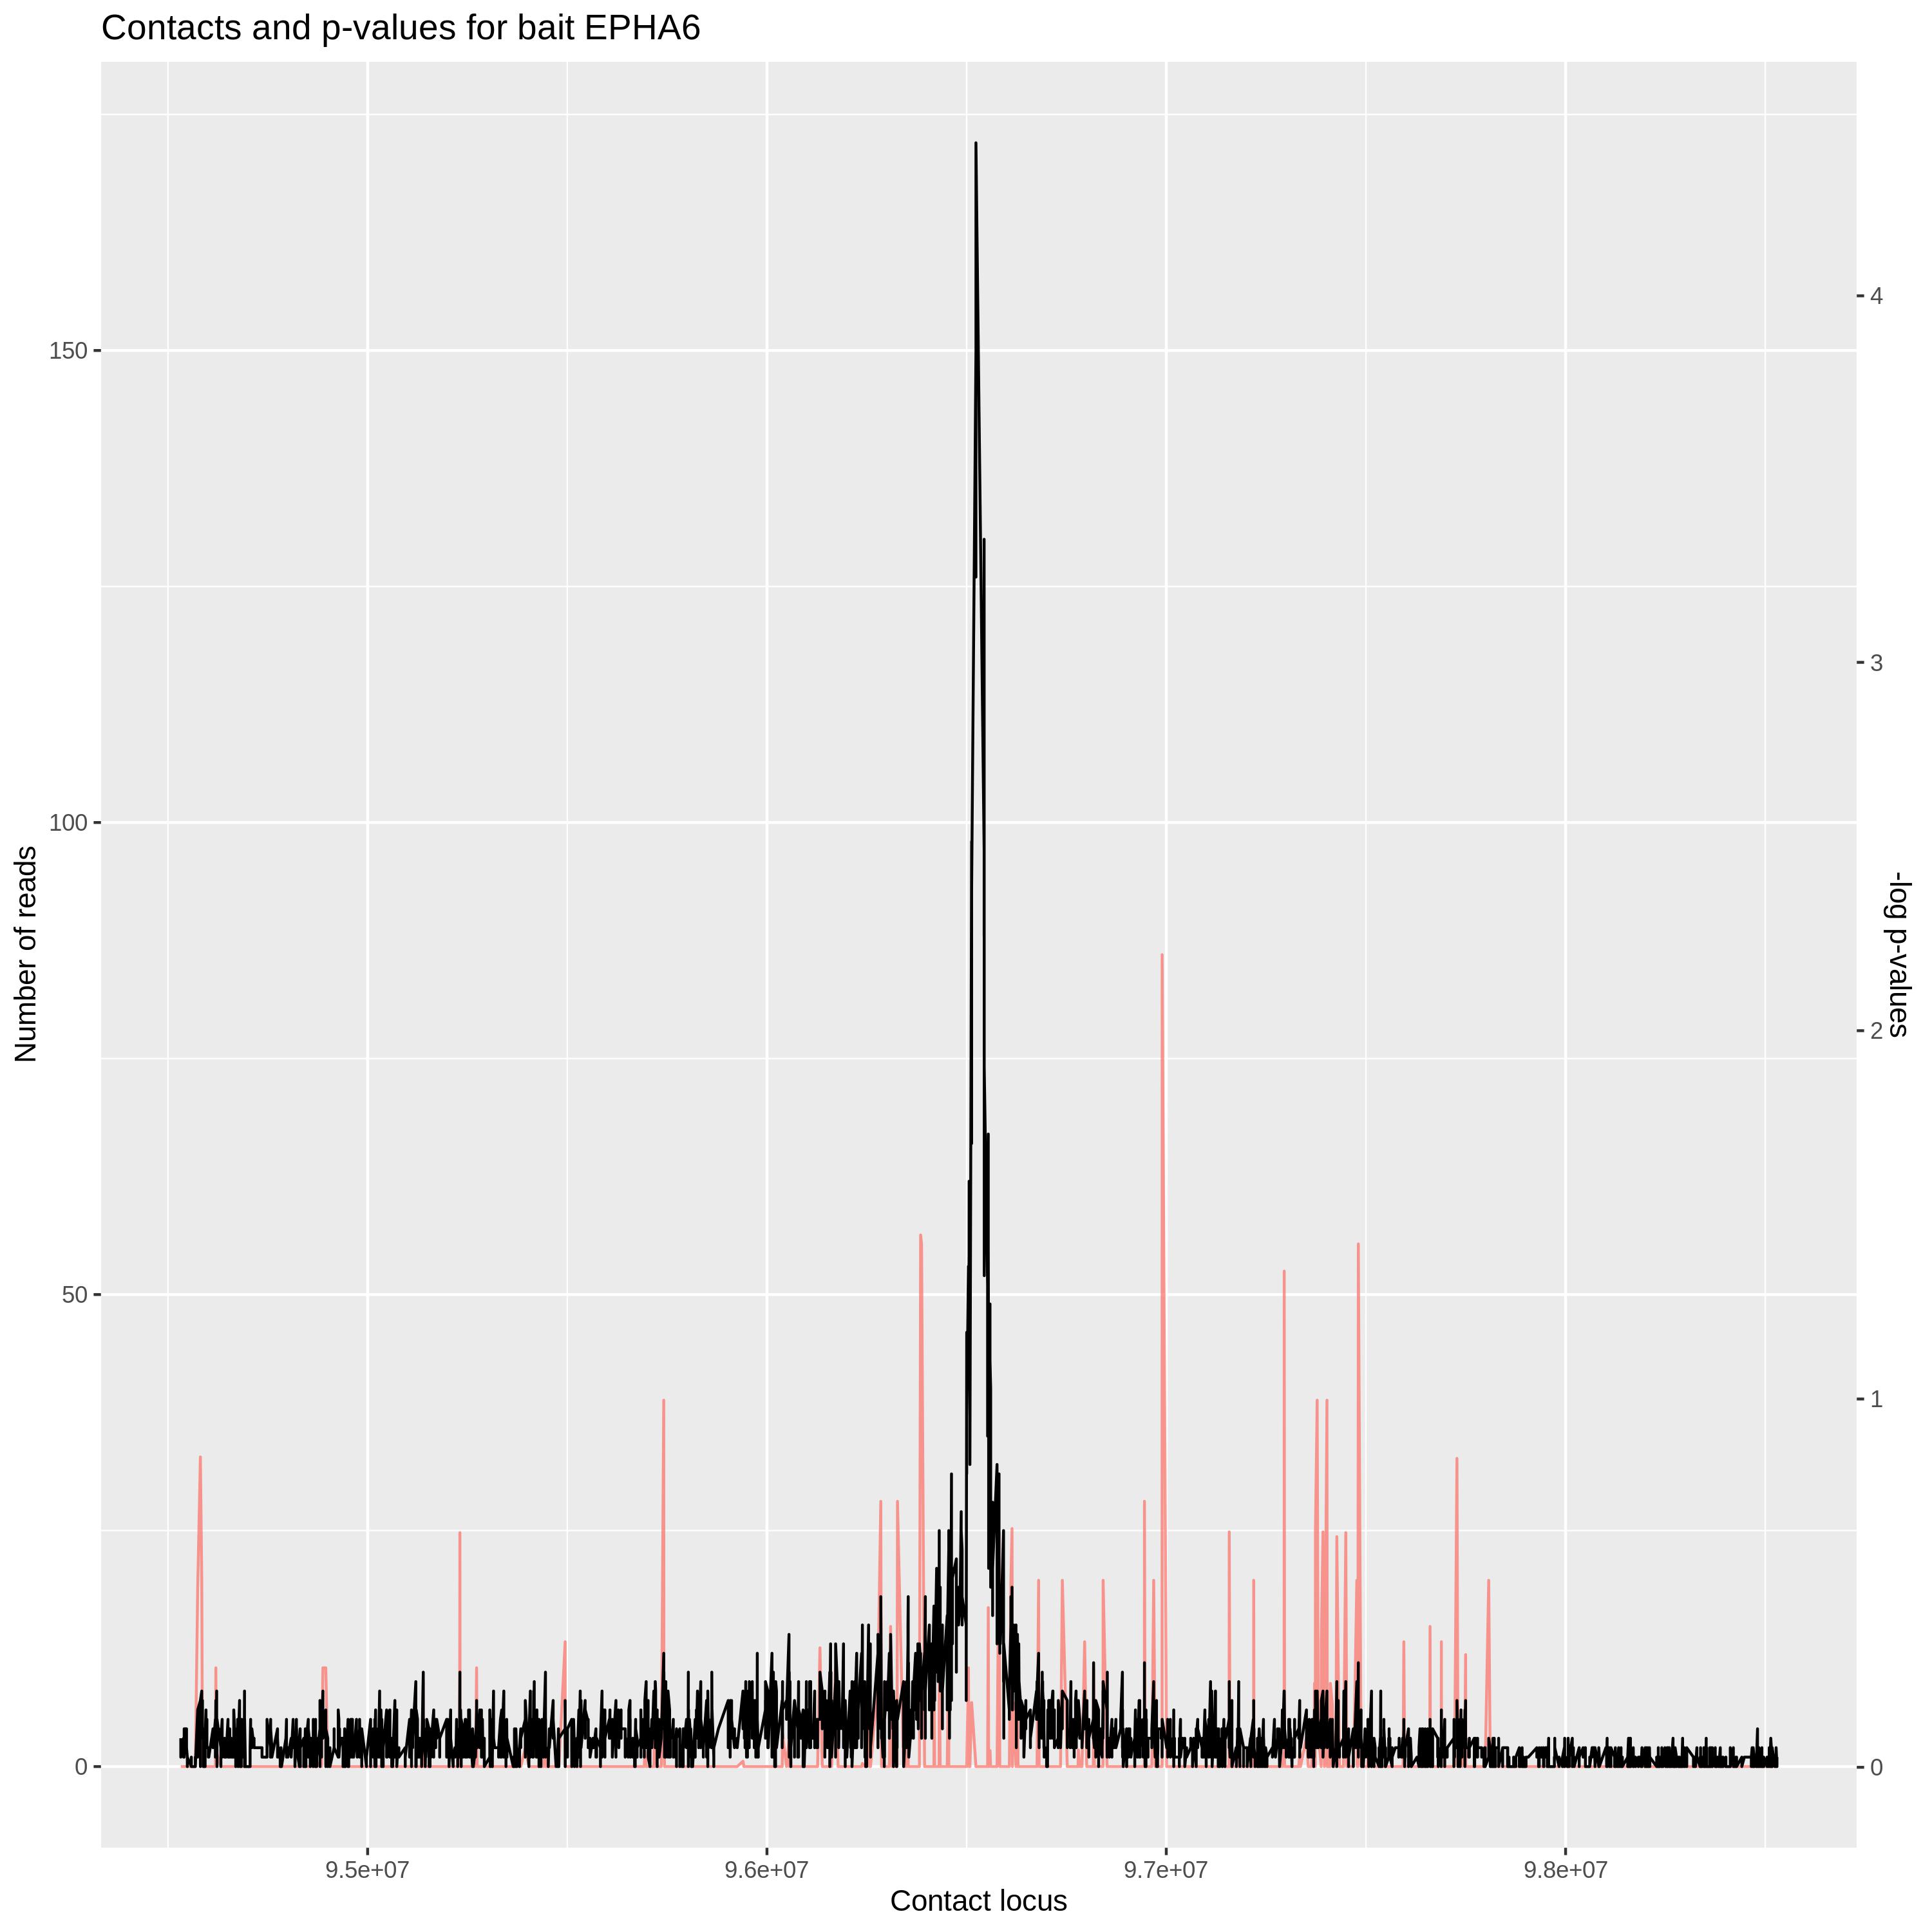 Contacts and p-values for bait EPHA6
Number of reads
150
100
50
0
4
3
2
1
0
-log p-values
9.5e+07 9.6e+07 9.7e+07 9.8e+07
Contact locus